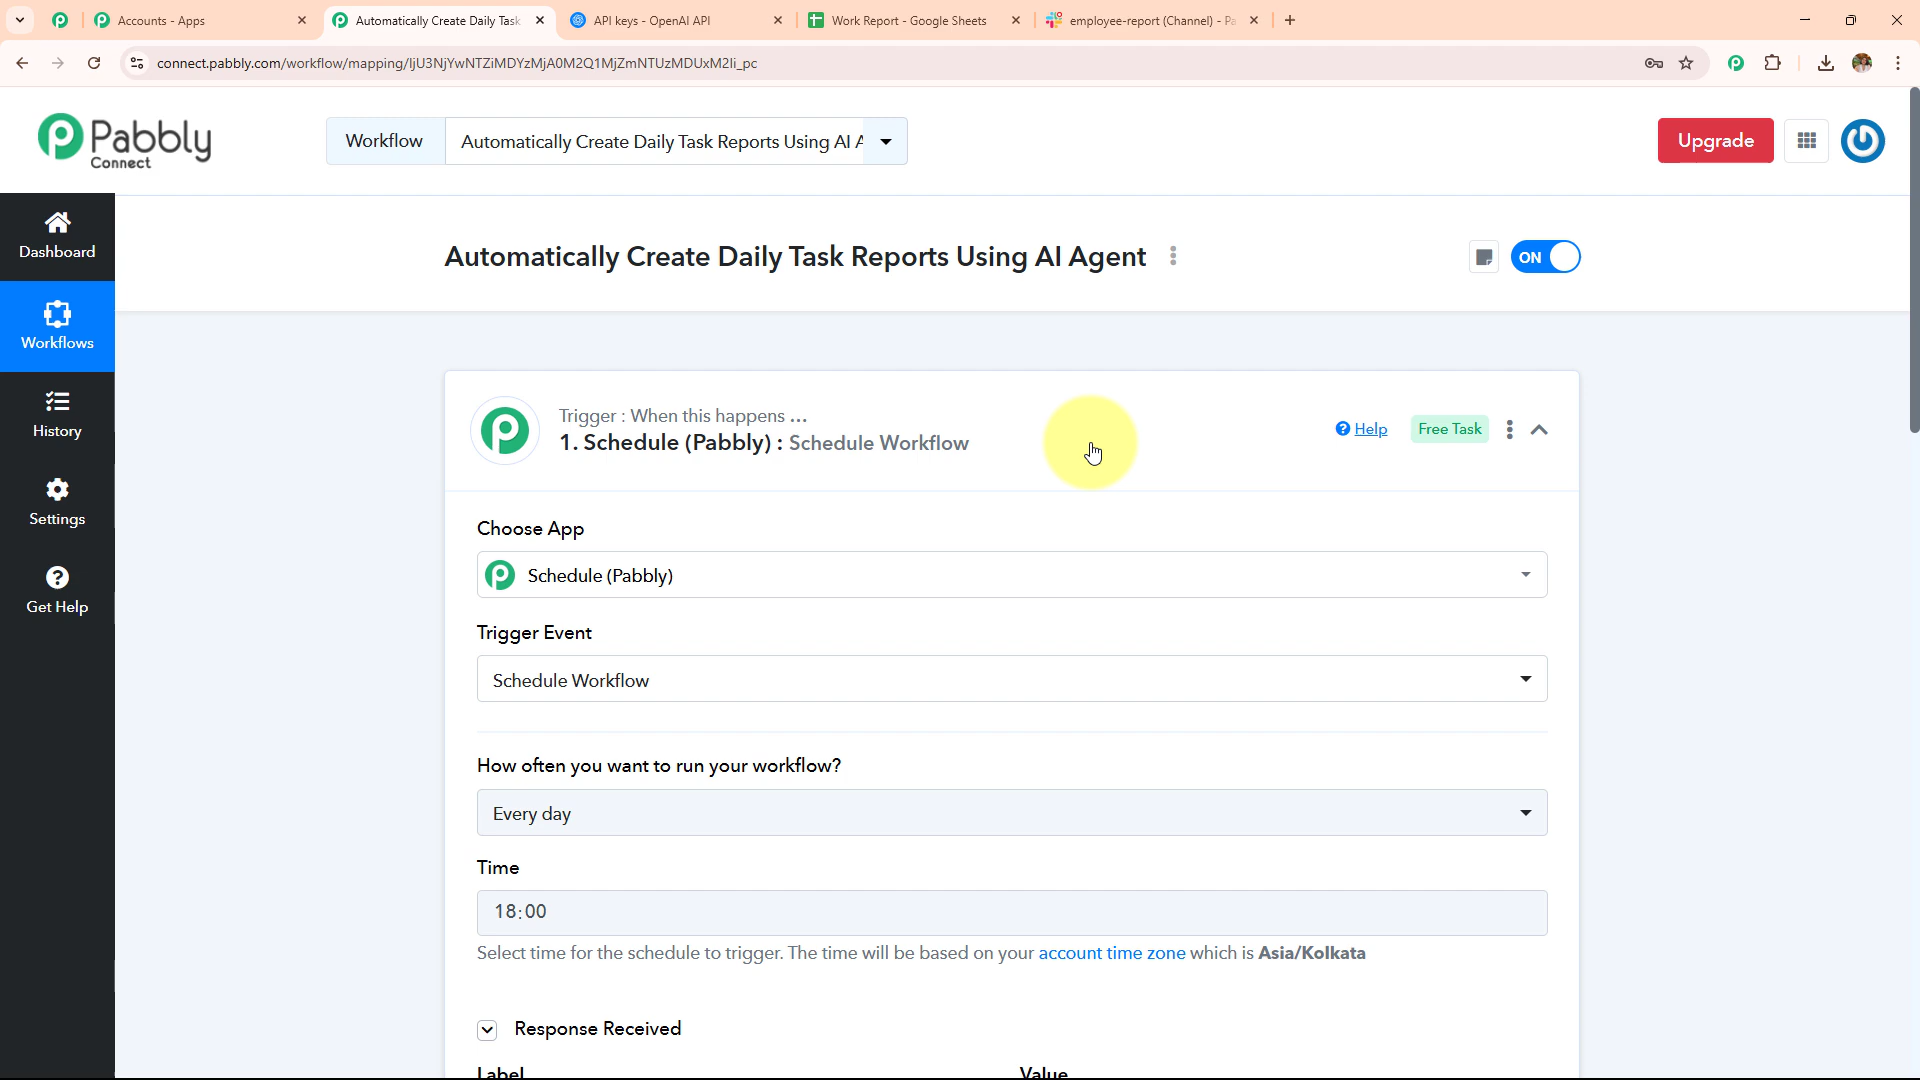 Accounts - Apps
Automatically Create Daily Task
API keys - OpenAI API
Work Report - Google Sheets
employee-report (Channel) - Pa
connect.pabbly.com/workflow/mapping/IjU3NjYwNTZiMDYzMjA0M2Q1MjZmNTUzMDUxM2Ii_pc
Pabbly
Connect
Workflow
Automatically Create Daily Task Reports Using AI A
Upgrade
Dashboard
Workflows
History
Settings
Get Help
Automatically Create Daily Task Reports Using AI Agent
ON
Trigger : When this happens ...
1. Schedule (Pabbly) : Schedule Workflow
Help
Free Task
Choose App
Schedule (Pabbly)
Trigger Event
Schedule Workflow
How often you want to run your workflow?
Every day
Time
18:00
Select time for the schedule to trigger. The time will be based on your account time zone which is Asia/Kolkata
Response Received
Label
Value